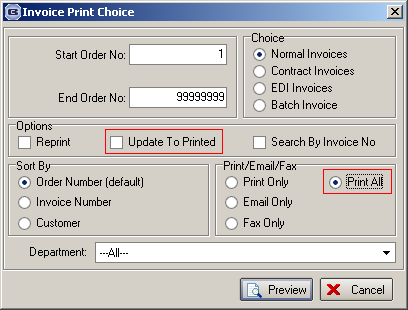 Invoice Print Choice
Start Order No: 1
End Order No: 99999999
Choice
Normal Invoices
Contract Invoices
EDI Invoices
Batch Invoice
Options
Reprint Update To Printed Search By Invoice No
Sort By
Order Number (default)
Invoice Number
Customer
Print/Email/Fax
Print Only Print All
Email Only
Fax Only
Department: ---All---
Preview Cancel